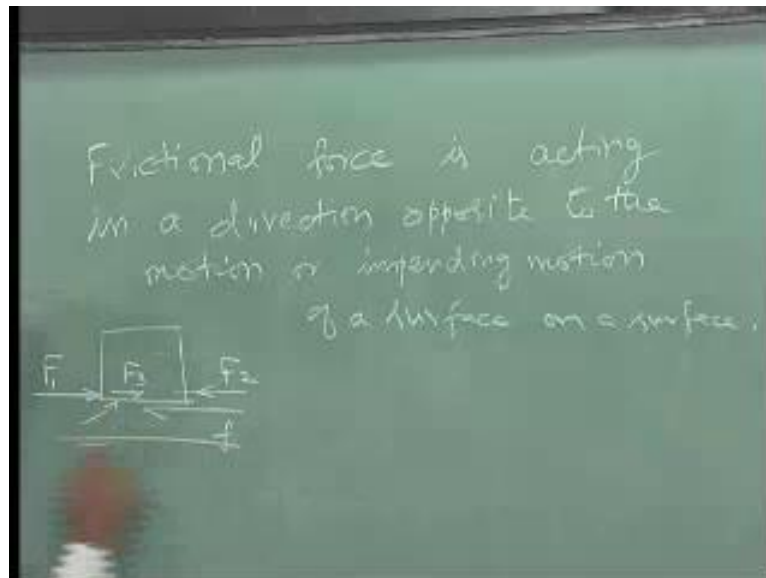 Frictional force is acting
in a direction opposite to the
motion or impending motion
of a surface on a surface.
F1 F3 F2
f